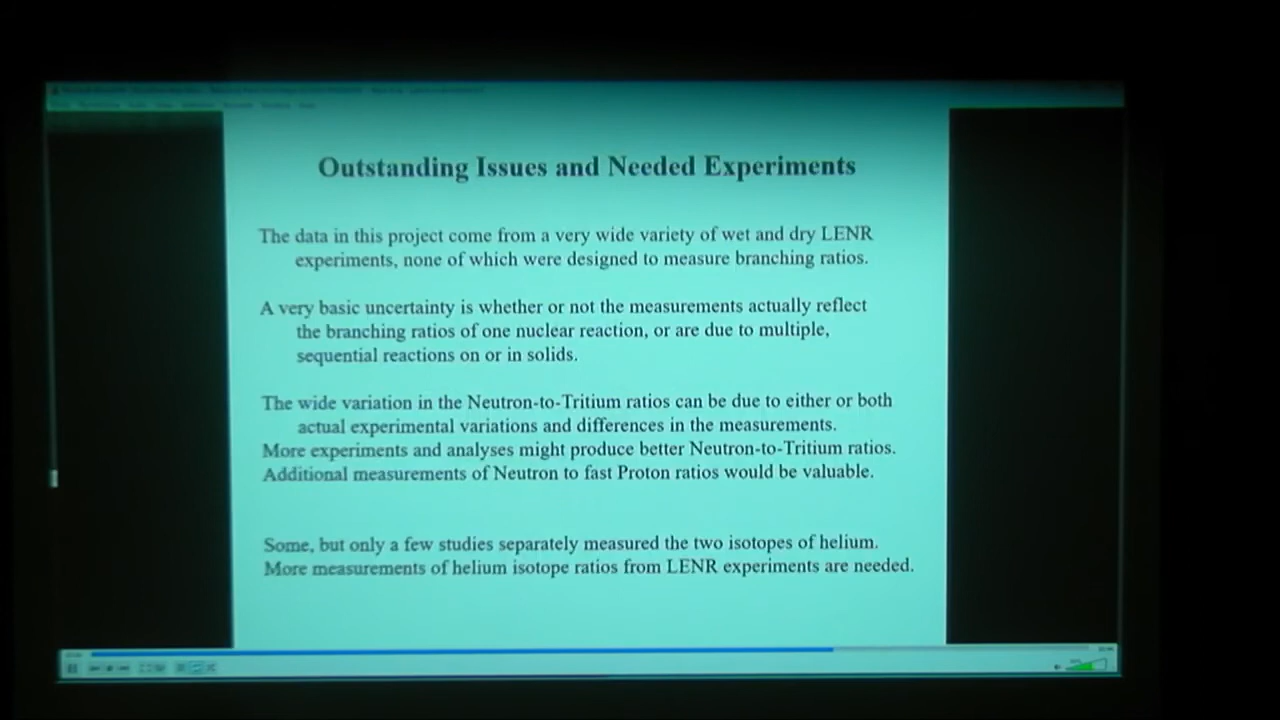 Outstanding Issues and Needed Experiments
The data in this project come from a very wide variety of wet and dry LENR
experiments, none of which were designed to measure branching ratios.
A very basic uncertainty is whether or not the measurements actually reflect
the branching ratios of one nuclear reaction, or are due to multiple,
sequential reactions on or in solids.
The wide variation in the Neutron-to-Tritium ratios can be due to either or both
actual experimental variations and differences in the measurements.
More experiments and analyses might produce better Neutron-to-Tritium ratios.
Additional measurements of Neutron to fast Proton ratios would be valuable.
Some, but only a few studies separately measured the two isotopes of helium.
More measurements of helium isotope ratios from LENR experiments are needed.